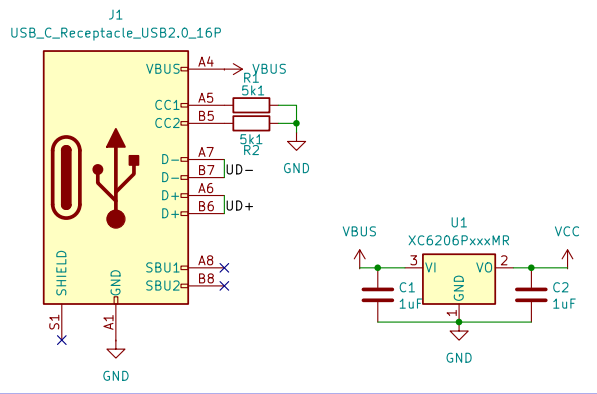 J1
USB_C_Receptacle_USB2.0_16P
VBUS A4 VBUS
R1
CC1 A5 5k1
CC2 B5
5k1
R2
GND
D- A7
D- B7 UD-
D+ A6
D+ B6 UD+
SBU1 A8
SBU2 B8
SHIELD
GND
S1
A1
GND
U1
XC6206PxxxMR
VBUS
VCC
3 VI VO 2
GND
1
C1
1uF
C2
1uF
GND